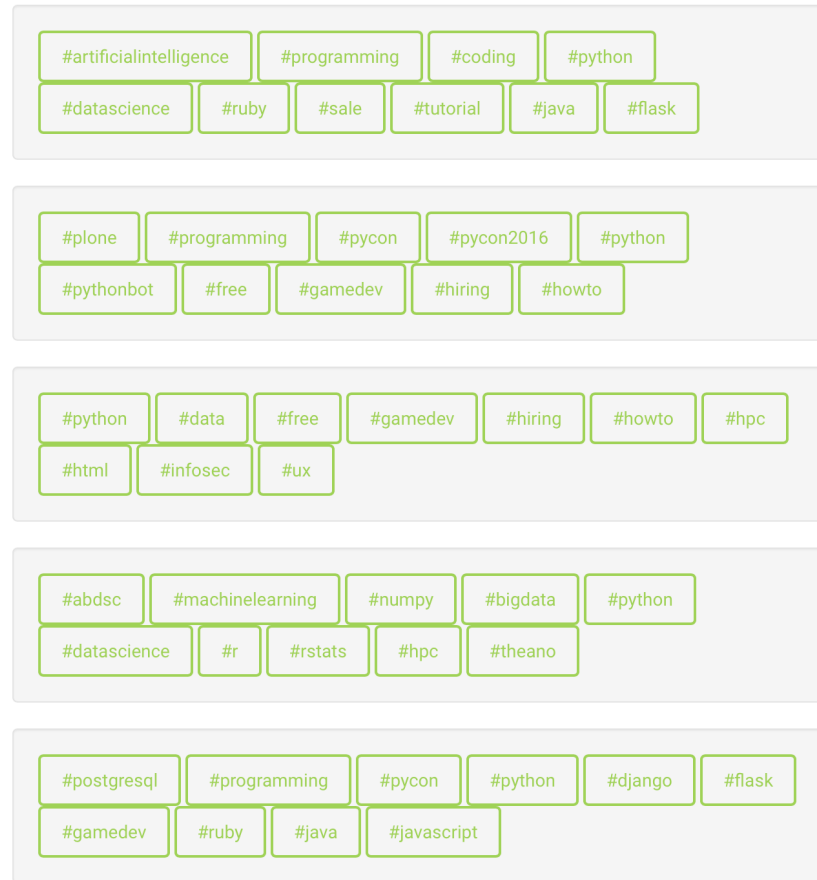 #artificialintelligence #programming #coding #python
#datascience #ruby #sale #tutorial #java #flask
#plone #programming #pycon #pycon2016 #python
#pythonbot #free #gamedev #hiring #howto
#python #data #free #gamedev #hiring #howto #hpc
#html #infosec #ux
#abdsc #machinelearning #numpy #bigdata #python
#datascience #r #rstats #hpc #theano
#postgresql #programming #pycon #python #django #flask
#gamedev #ruby #java #javascript